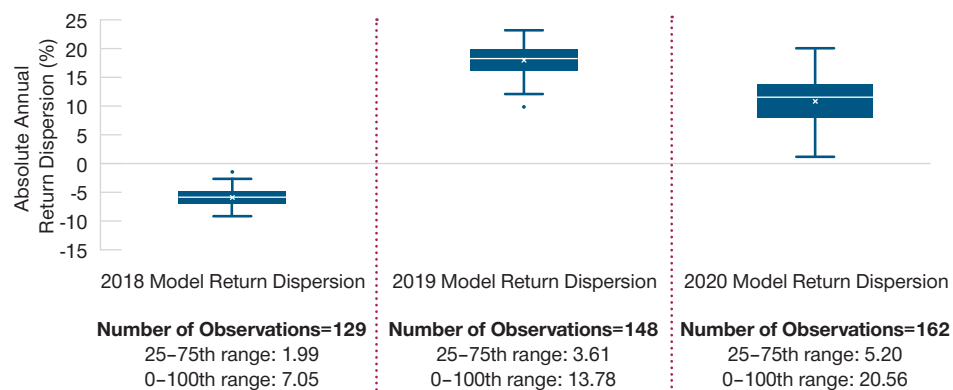 Absolute Annual
Return Dispersion (%)
25
20
15
10
5
0
-5
-10
-15
2018 Model Return Dispersion
2019 Model Return Dispersion
2020 Model Return Dispersion
Number of Observations=129
25–75th range: 1.99
0–100th range: 7.05
Number of Observations=148
25–75th range: 3.61
0–100th range: 13.78
Number of Observations=162
25–75th range: 5.20
0–100th range: 20.56